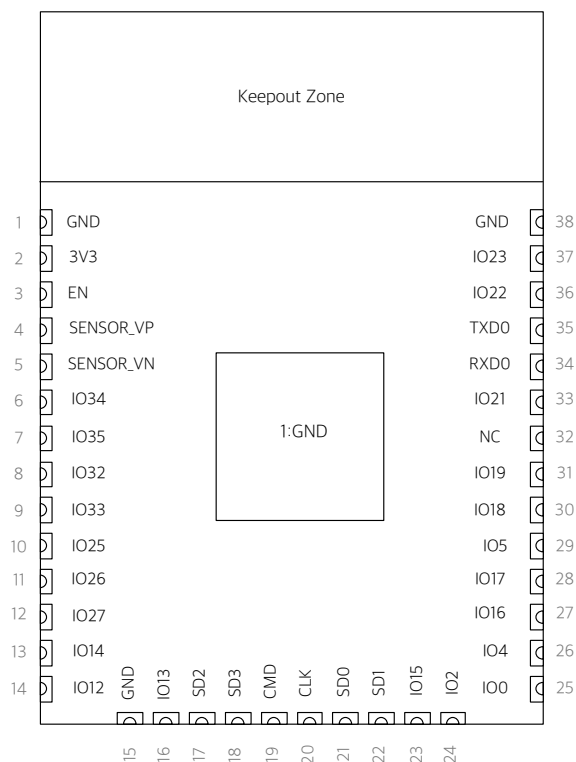 Keepout Zone
1 GND GND 38
2 3V3 IO23 37
3 EN IO22 36
4 SENSOR_VP TXD0 35
5 SENSOR_VN RXD0 34
6 IO34 IO21 33
7 IO35 1:GND NC 32
8 IO32 IO19 31
9 IO33 IO18 30
10 IO25 IO5 29
11 IO26 IO17 28
12 IO27 IO16 27
13 IO14 IO4 26
14 IO12 GND IO13 SD2 SD3 CMD CLK SD0 SD1 IO15 IO2 IO0 25
15 16 17 18 19 20 21 22 23 24